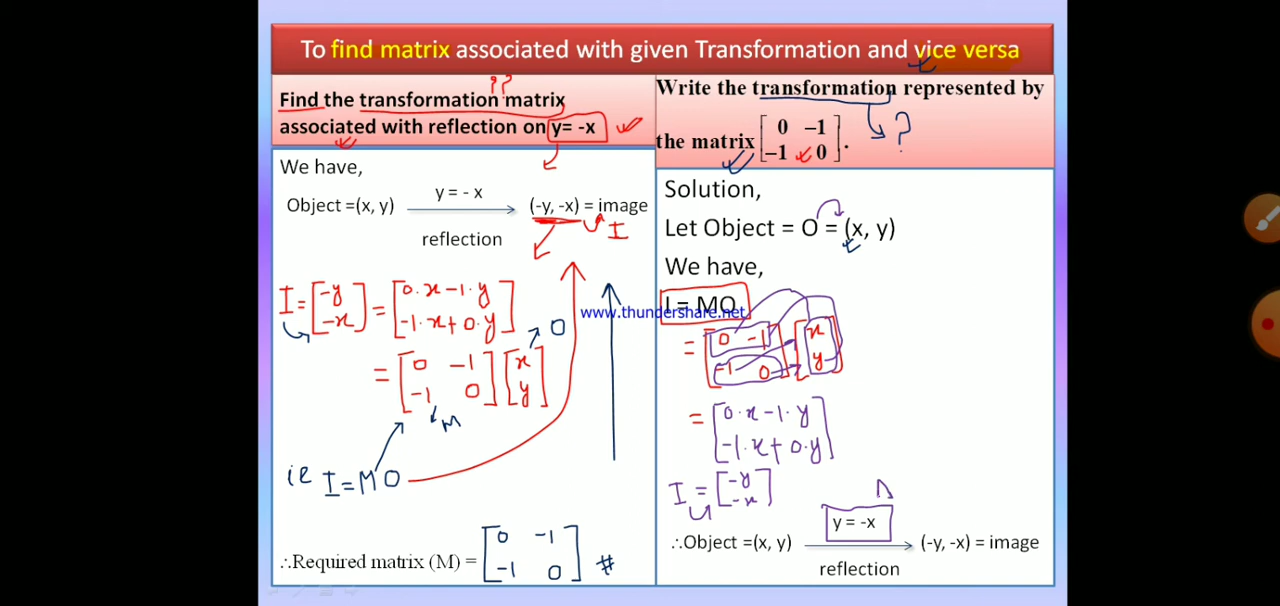 To find matrix associated with given Transformation and vice versa
??
Find the transformation matrix
associated with reflection on y= -x
We have,
y = - x
Object =(x, y) (-y, -x) = image
reflection
I
I = [-y -x] = [0·x-1·y -1·x+0·y]
= [0 -1 -1 0] [x y]
O
M
ie I=MO
∴Required matrix (M) = [0 -1 -1 0] #
Write the transformation represented by
the matrix [0 -1 -1 0].
?
Solution,
Let Object = O = (x, y)
We have,
I = MO
www.thundershare.net
= [0 -1 -1 0] [x y]
= [0·x-1·y -1·x+0·y]
I = [-y -x]
y = -x
∴Object =(x, y) (-y, -x) = image
reflection